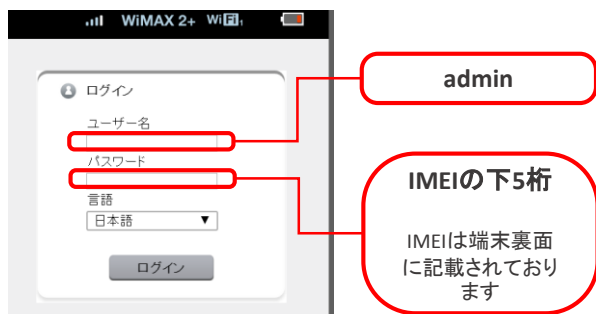 WiMAX 2+ WiFi1
ログイン
ユーザー名
パスワード
言語
日本語 ▼
ログイン
admin
IMEIの下5桁
IMEIは端末裏面
に記載されており
ます